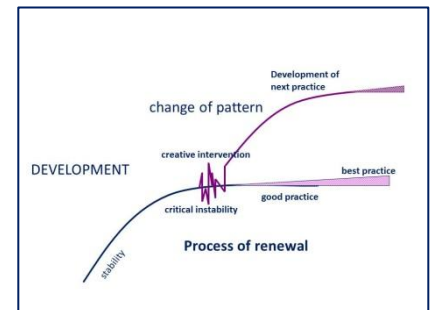 Development of
next practice
change of pattern
creative intervention
DEVELOPMENT
best practice
good practice
critical instability
Process of renewal
stability